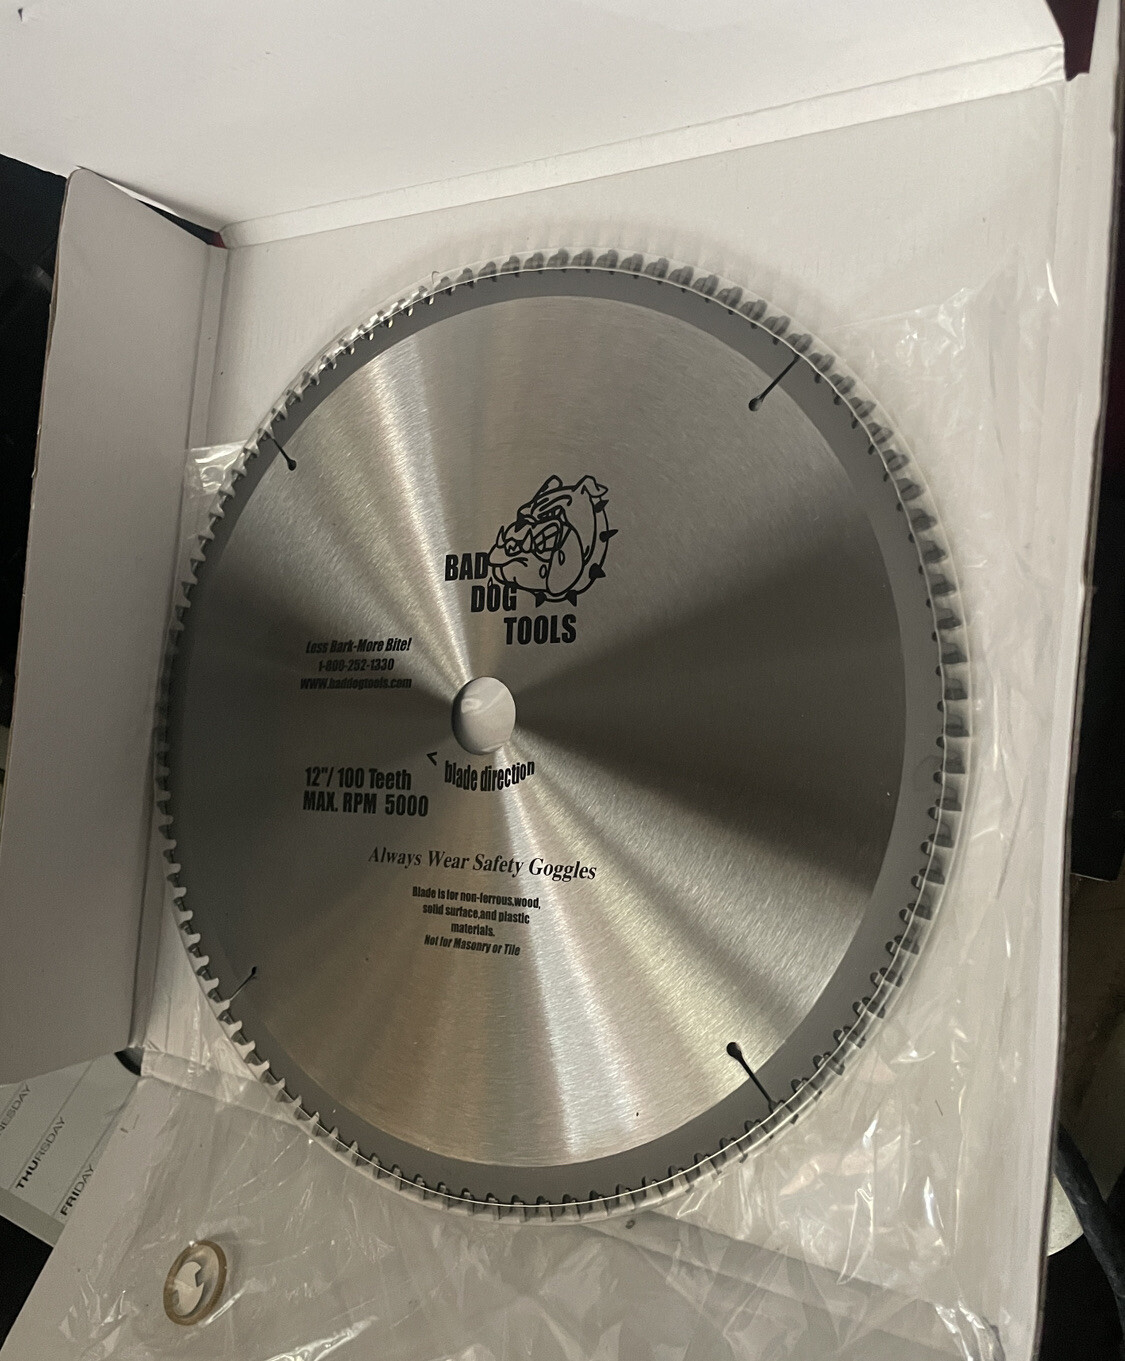 BAD
DOG
TOOLS
Less Bark-More Bite!
1-800-252-1330
www.baddogtools.com
< blade direction
12"/ 100 Teeth
MAX. RPM 5000
Always Wear Safety Goggles
Blade is for non-ferrous,wood,
solid surface,and plastic
materials.
Not for Masonry or Tile
NESDAY
THURSDAY
FRIDAY